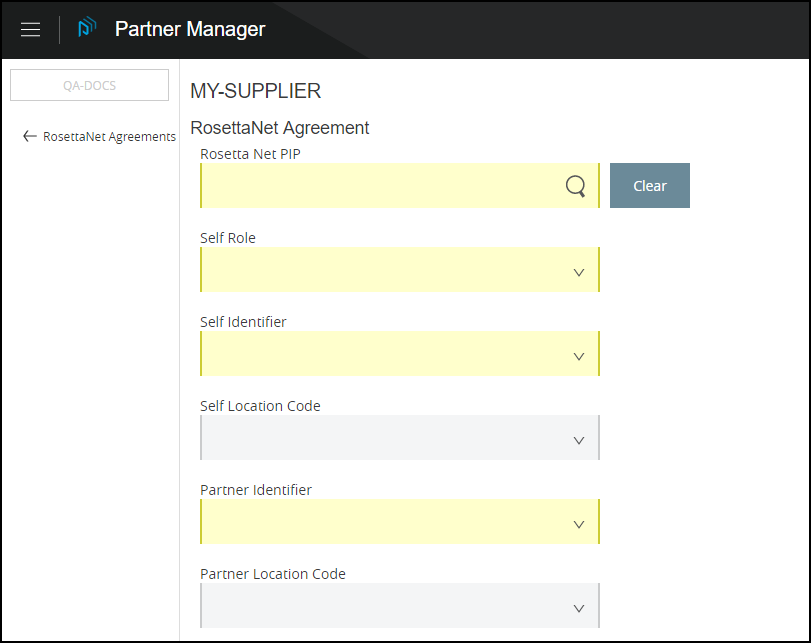 Partner Manager
QA-DOCS
RosettaNet Agreements
MY-SUPPLIER
RosettaNet Agreement
Rosetta Net PIP
Clear
Self Role
Self Identifier
Self Location Code
Partner Identifier
Partner Location Code